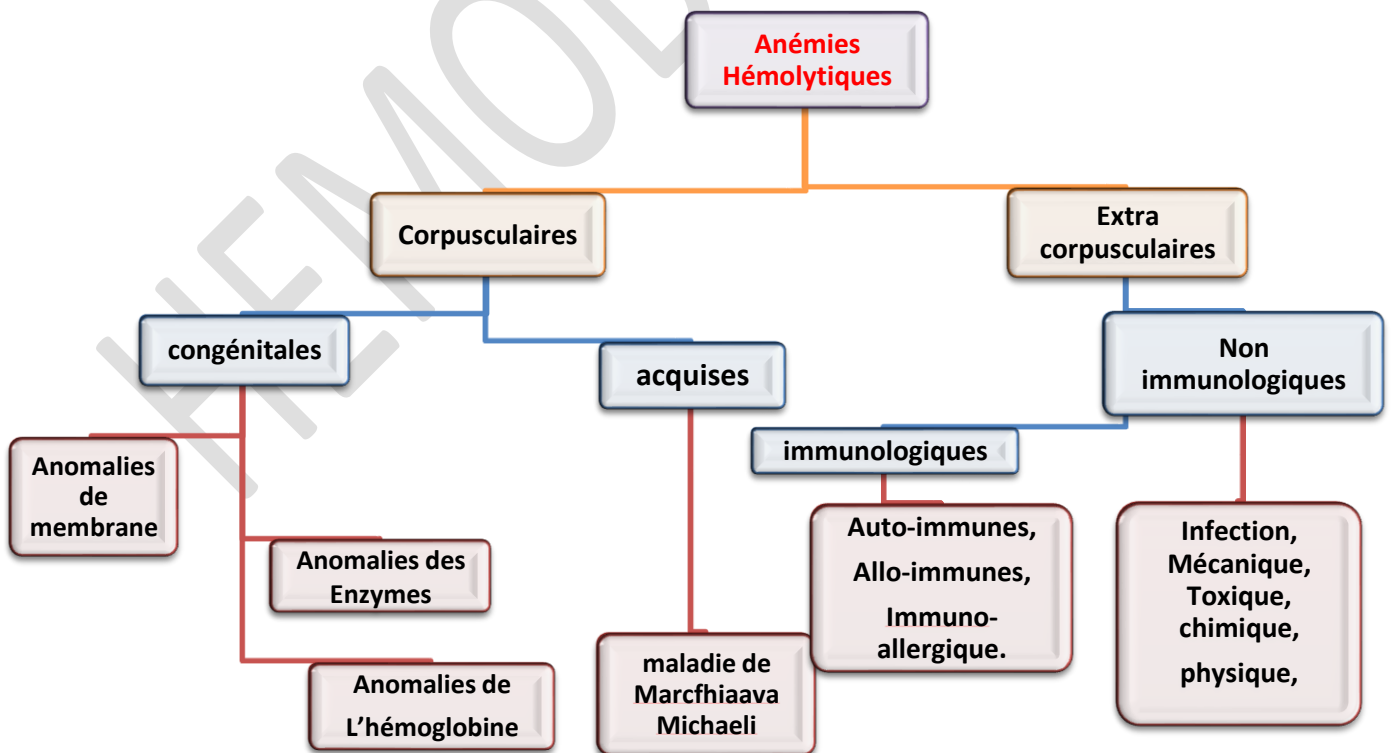 Anémies
Hémolytiques
Corpusculaires
Extra
corpusculaires
congénitales
acquises
Non
immunologiques
immunologiques
Anomalies
de
membrane
Anomalies des
Enzymes
Anomalies de
L'hémoglobine
maladie de
Marcfhiaava
Michaeli
Auto-immunes,
Allo-immunes,
Immuno-
allergique.
Infection,
Mécanique,
Toxique,
chimique,
physique,